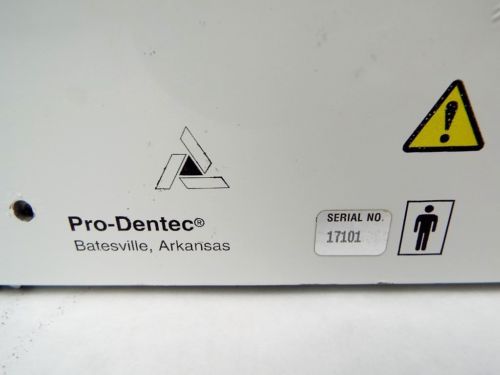 Pro-Dentec®
Batesville, Arkansas
SERIAL NO.
17101